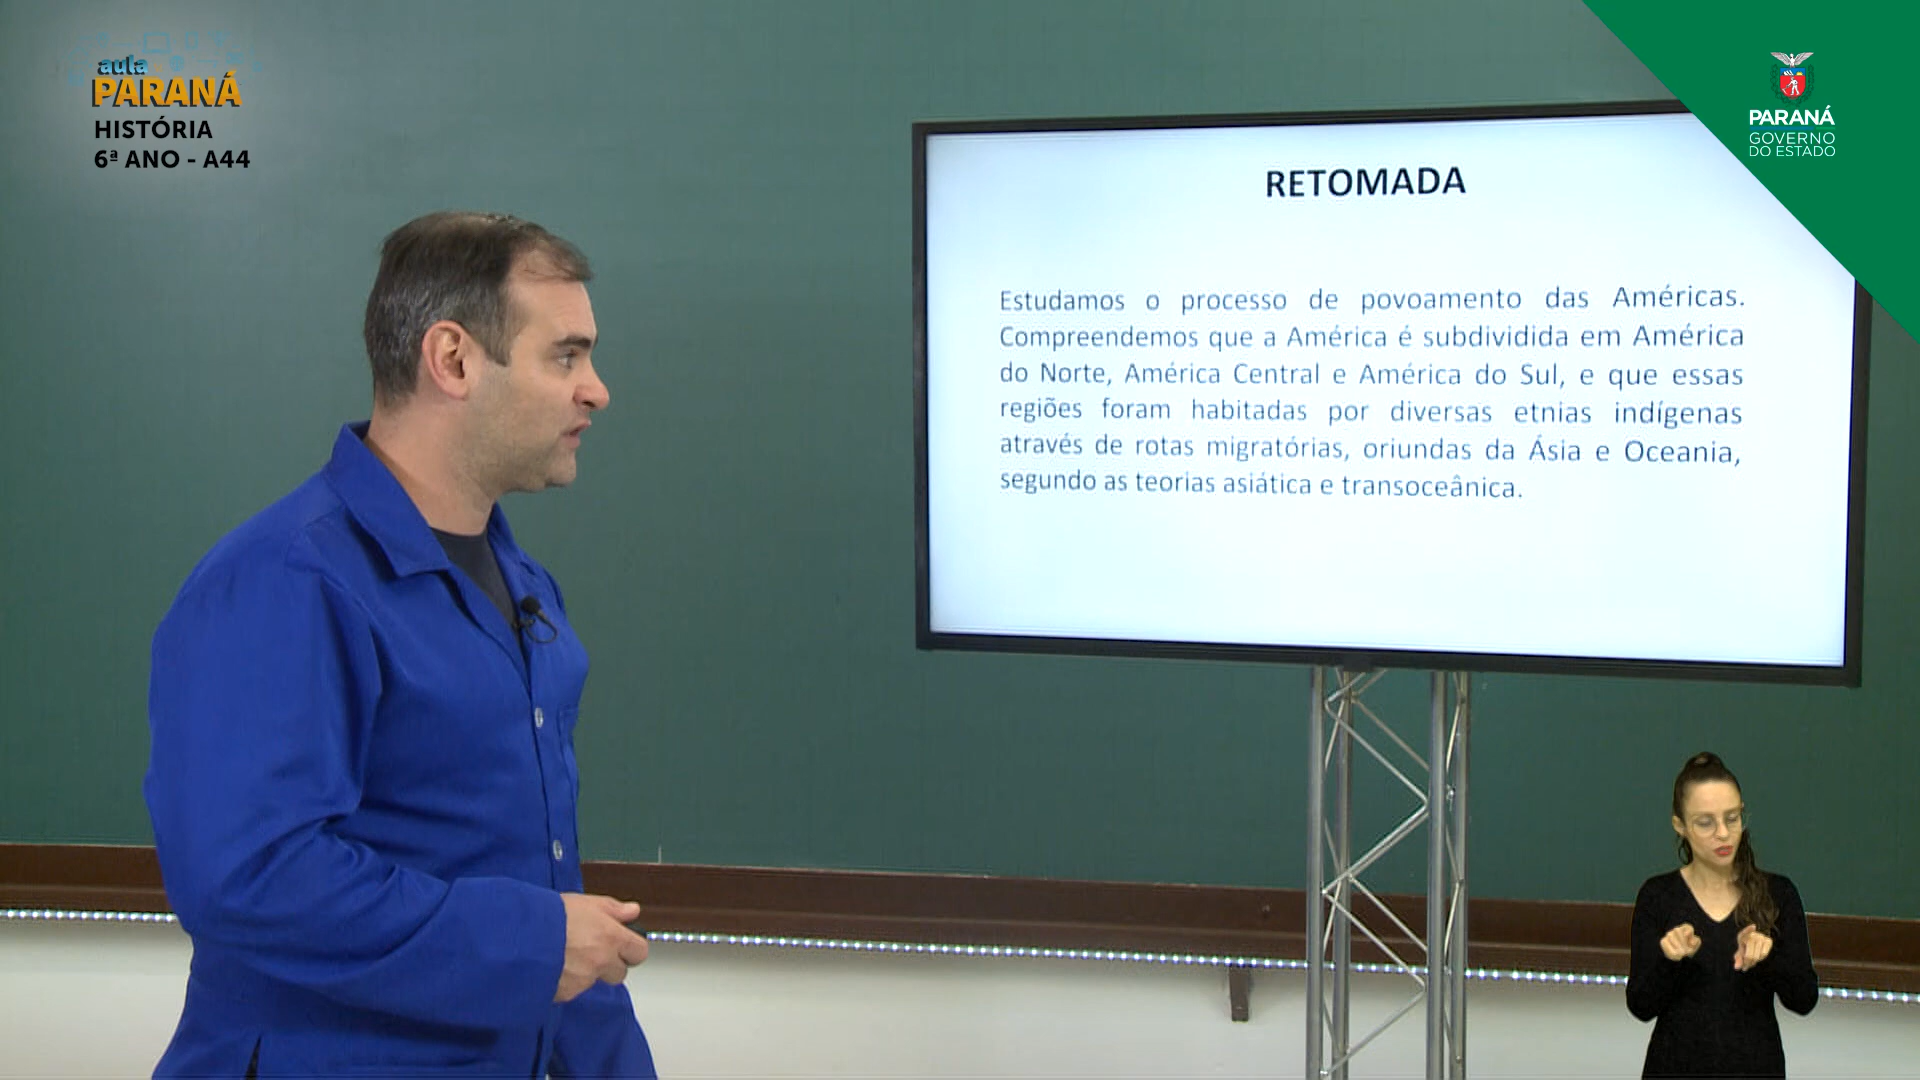 aula
PARANÁ
HISTÓRIA
6ª ANO - A44
PARANÁ
GOVERNO
DO ESTADO
RETOMADA
Estudamos o processo de povoamento das Américas.
Compreendemos que a América é subdividida em América
do Norte, América Central e América do Sul, e que essas
regiões foram habitadas por diversas etnias indígenas
através de rotas migratórias, oriundas da Ásia e Oceania,
segundo as teorias asiática e transoceânica.